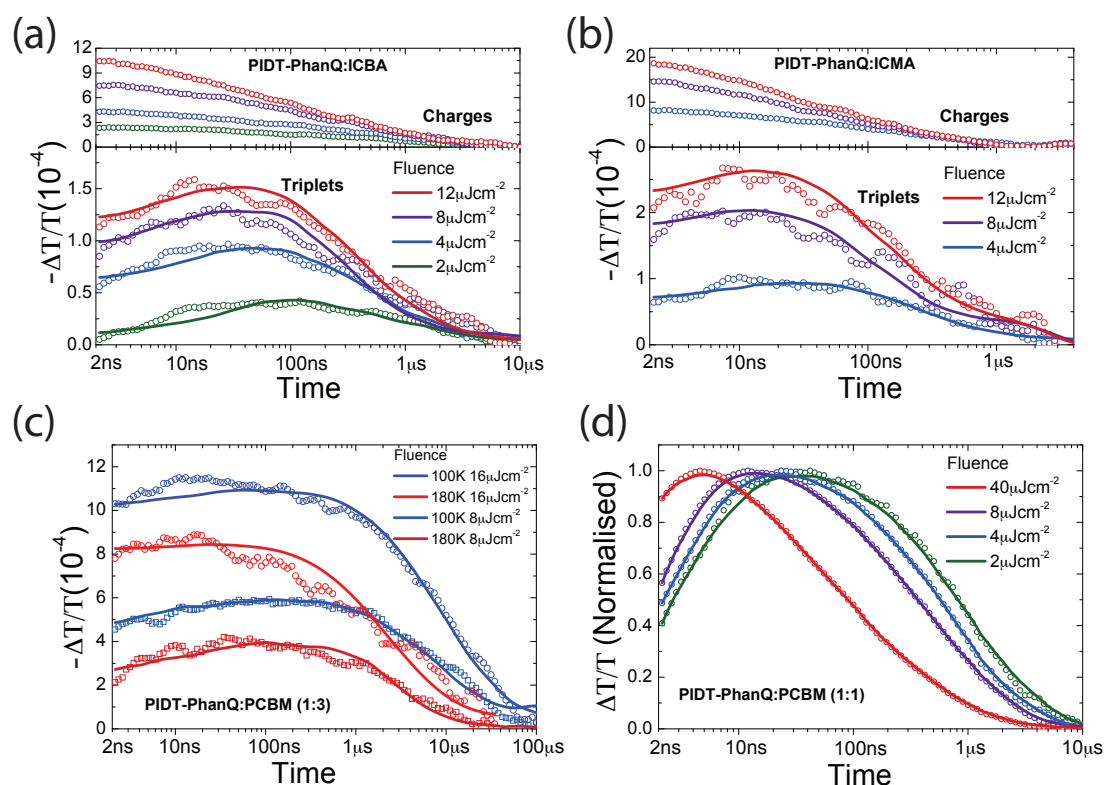 (a)
12
9
6
3
0
PIDT-PhanQ:ICBA
Charges
-ΔT/T(10⁻⁴)
1.5
1.0
0.5
0.0
Triplets
Fluence
12μJcm⁻²
8μJcm⁻²
4μJcm⁻²
2μJcm⁻²
2ns 10ns 100ns 1μs 10μs
Time
(b)
20
10
0
PIDT-PhanQ:ICMA
Charges
-ΔT/T(10⁻⁴)
2
1
0
Triplets
Fluence
12μJcm⁻²
8μJcm⁻²
4μJcm⁻²
2ns 10ns 100ns 1μs
Time
(c)
-ΔT/T(10⁻⁴)
12
10
8
6
4
2
0
Fluence
100K 16μJcm⁻²
180K 16μJcm⁻²
100K 8μJcm⁻²
180K 8μJcm⁻²
PIDT-PhanQ:PCBM (1:3)
2ns 10ns 100ns 1μs 10μs 100μs
Time
(d)
ΔT/T (Normalised)
1.0
0.8
0.6
0.4
0.2
0.0
Fluence
40μJcm⁻²
8μJcm⁻²
4μJcm⁻²
2μJcm⁻²
PIDT-PhanQ:PCBM (1:1)
2ns 10ns 100ns 1μs 10μs
Time